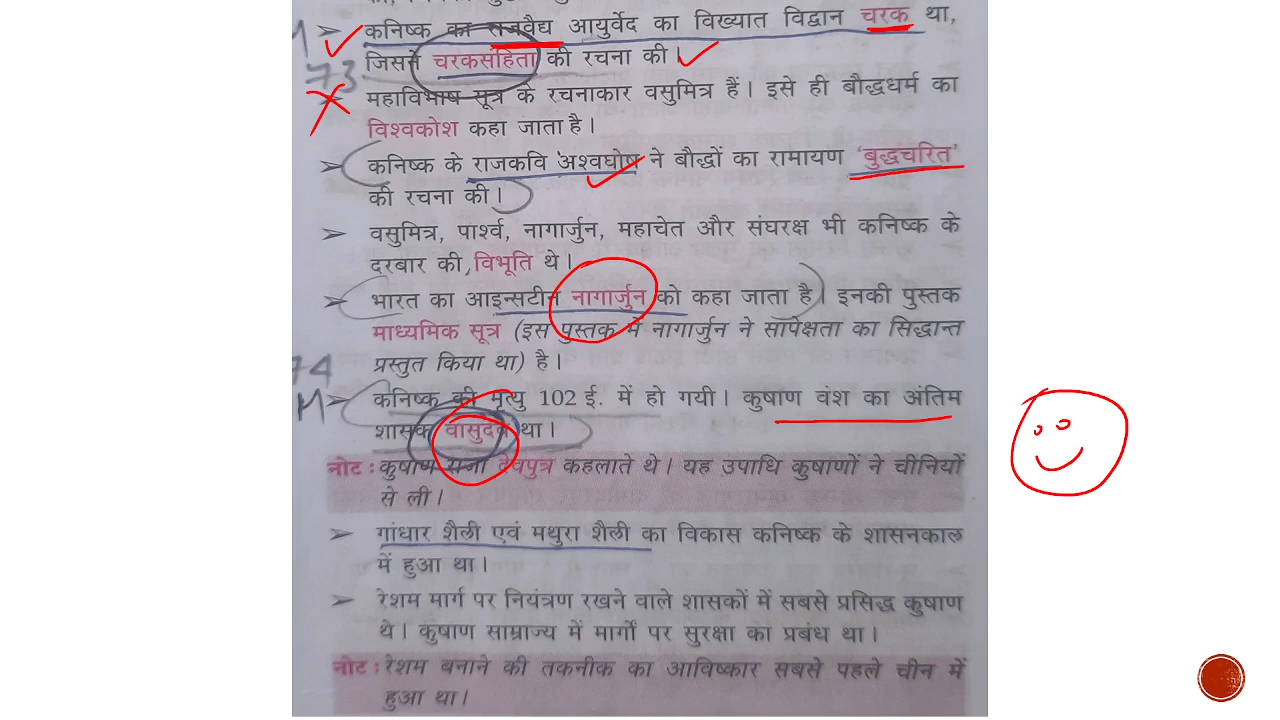 कनिष्क का राजवैद्य आयुर्वेद का विख्यात विद्वान चरक था,
जिसने चरकसंहिता की रचना की।
73
महाविभाष सूत्र के रचनाकार वसुमित्र हैं। इसे ही बौद्धधर्म का
विश्वकोश कहा जाता है।
कनिष्क के राजकवि अश्वघोष ने बौद्धों का रामायण 'बुद्धचरित'
की रचना की।
वसुमित्र, पार्श्व, नागार्जुन, महाचेत और संघरक्ष भी कनिष्क के
दरबार की विभूति थे।
भारत का आइन्सटीन नागार्जुन को कहा जाता है। इनकी पुस्तक
माध्यमिक सूत्र (इस पुस्तक में नागार्जुन ने सापेक्षता का सिद्धान्त
प्रस्तुत किया था) है।
74
M कनिष्क की मृत्यु 102 ई. में हो गयी। कुषाण वंश का अंतिम
शासक वासुदेव था।
नोट : कुषाण राजा देवपुत्र कहलाते थे। यह उपाधि कुषाणों ने चीनियों
से ली।
गांधार शैली एवं मथुरा शैली का विकास कनिष्क के शासनकाल
में हुआ था।
रेशम मार्ग पर नियंत्रण रखने वाले शासकों में सबसे प्रसिद्ध कुषाण
थे। कुषाण साम्राज्य में मार्गों पर सुरक्षा का प्रबंध था।
नोट : रेशम बनाने की तकनीक का आविष्कार सबसे पहले चीन में
हुआ था।